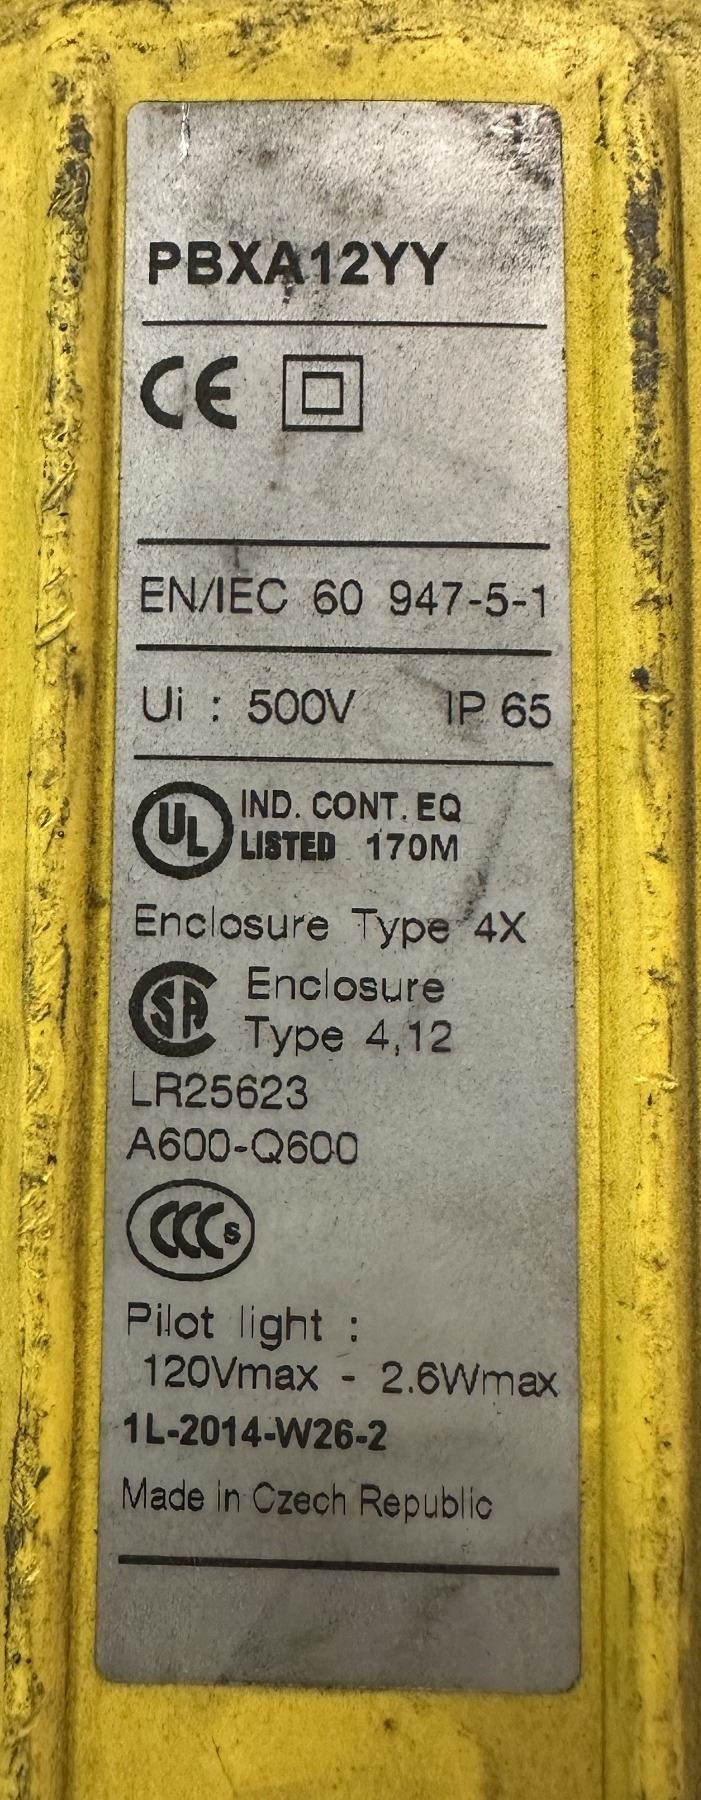 PBXA12YY
CE
EN/IEC 60 947-5-1
Ui : 500V IP 65
UL IND. CONT. EQ
LISTED 170M
Enclosure Type 4X
SA Enclosure
Type 4,12
LR25623
A600-Q600
CCC S
Pilot light :
120Vmax - 2.6Wmax
1L-2014-W26-2
Made in Czech Republic